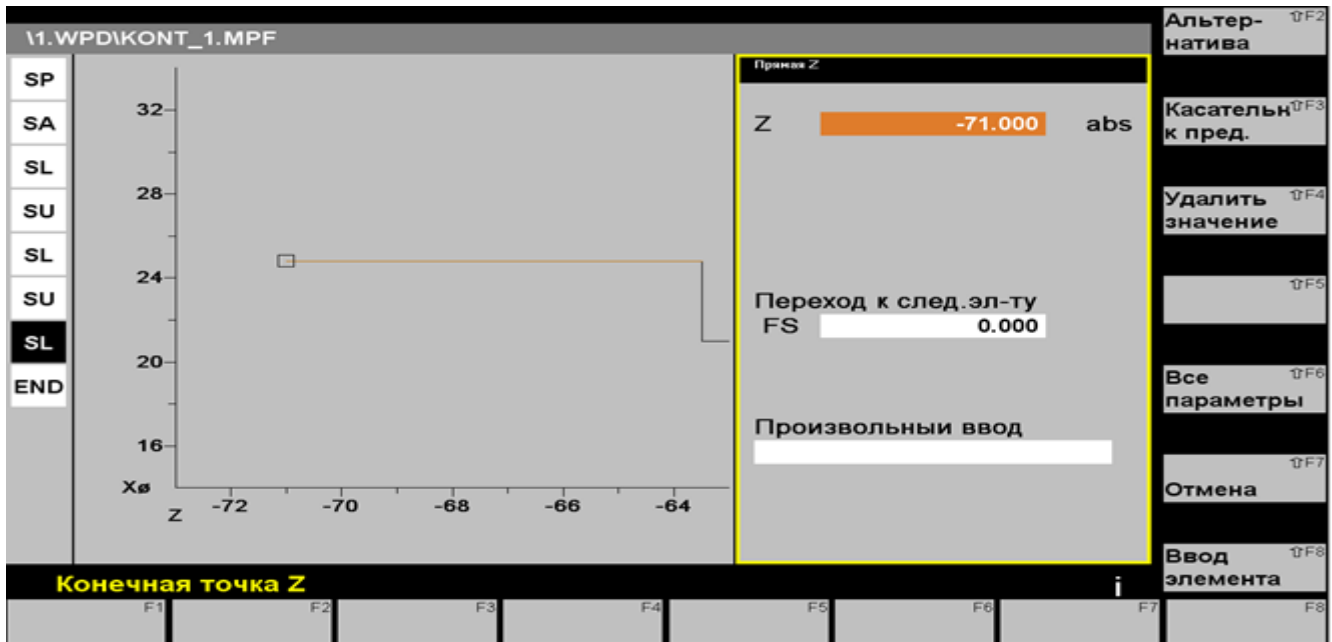 \1.WPD\KONT_1.MPF
SP
SA
SL
SU
SL
SU
SL
END
32
28
24
20
16
Xø
Z
-72
-70
-68
-66
-64
Прямая Z
Z -71.000 abs
Переход к след.эл-ту
FS 0.000
Произвольныи ввод
Альтер- ⇧F2
натива
Касательн⇧F3
к пред.
Удалить ⇧F4
значение
⇧F5
Все ⇧F6
параметры
⇧F7
Отмена
Ввод ⇧F8
элемента
Конечная точка Z
i
F1 F2 F3 F4 F5 F6 F7 F8